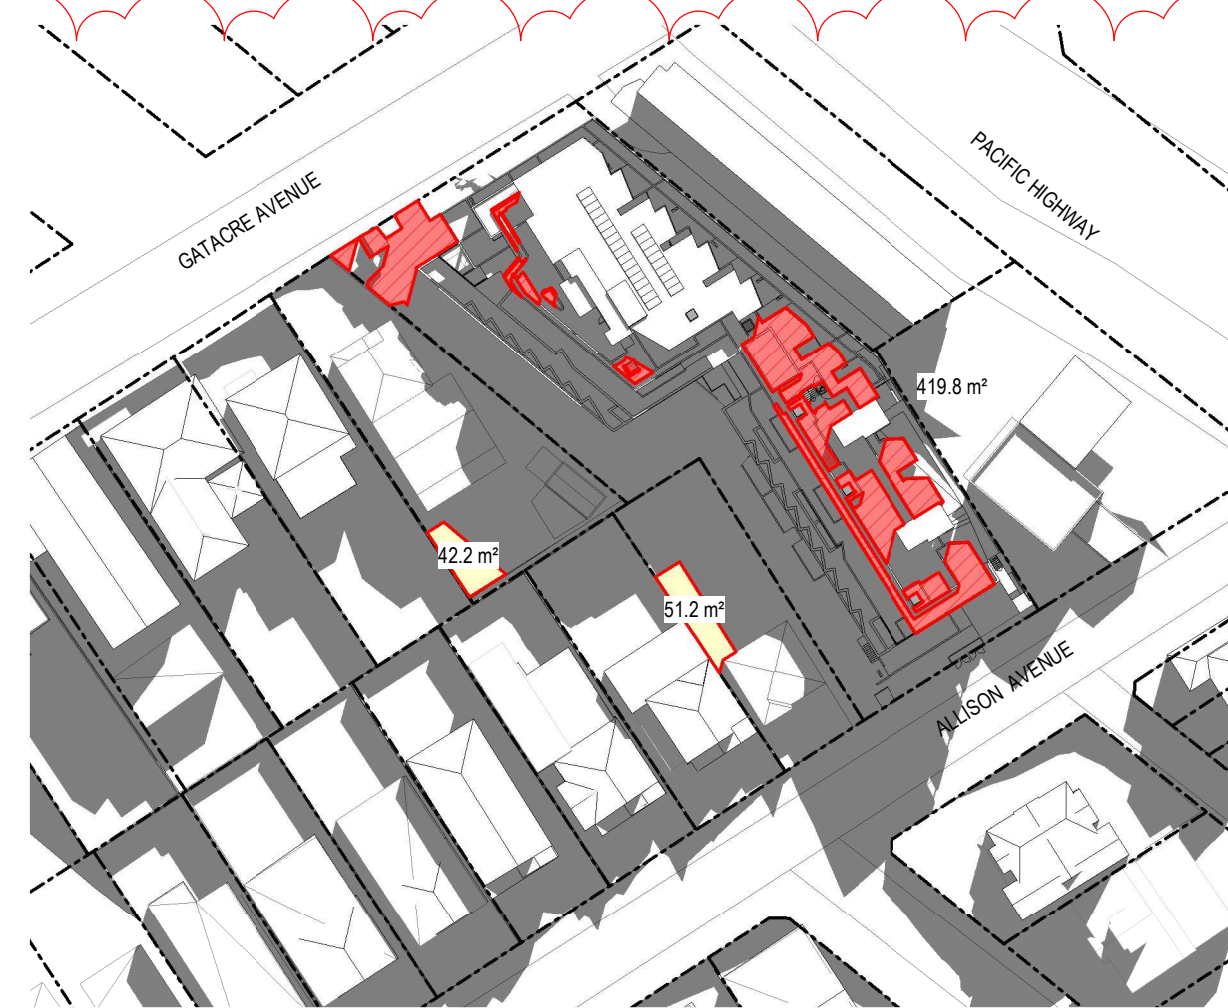 PACIFIC HIGHWAY
GATACRE AVENUE
419.8 m²
42.2 m²
51.2 m²
ALLISON AVENUE